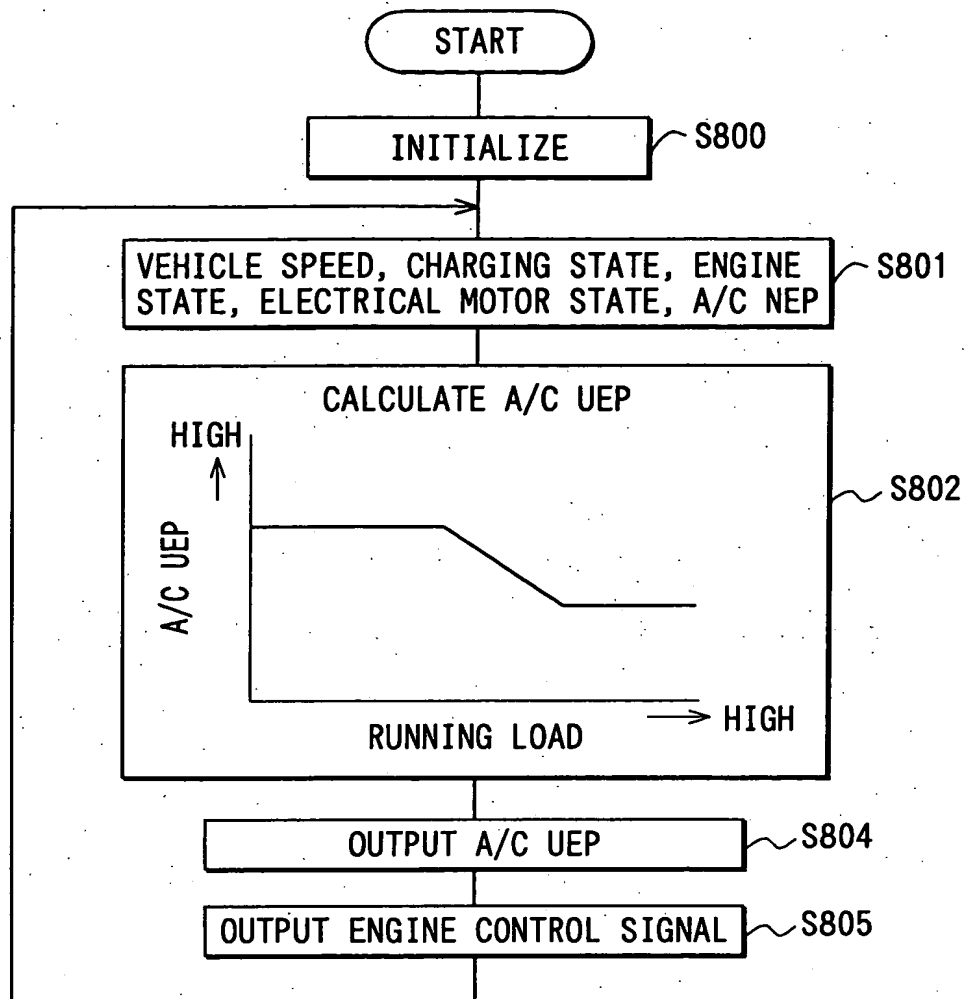 START
INITIALIZE
S800
VEHICLE SPEED, CHARGING STATE, ENGINE
STATE, ELECTRICAL MOTOR STATE, A/C NEP
S801
CALCULATE A/C UEP
HIGH
A/C UEP
S802
HIGH
RUNNING LOAD
OUTPUT A/C UEP
S804
OUTPUT ENGINE CONTROL SIGNAL
S805